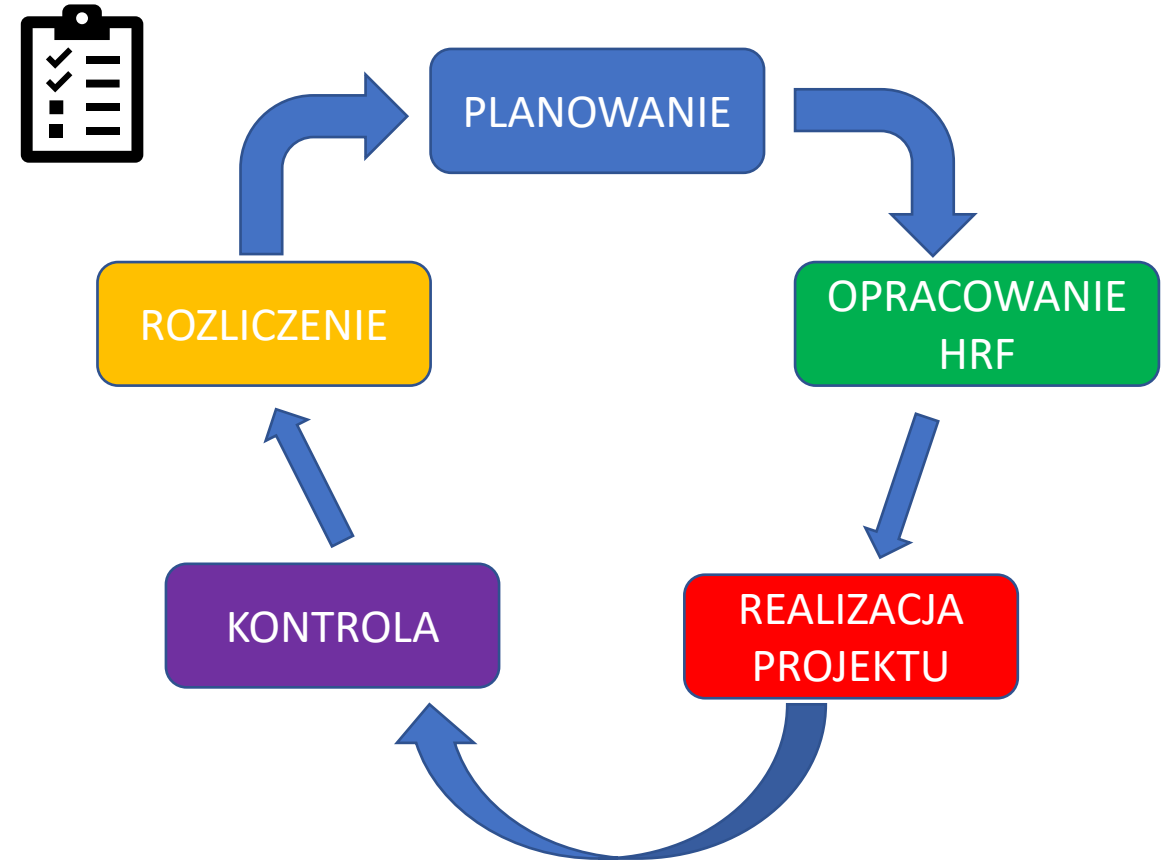 PLANOWANIE
OPRACOWANIE
HRF
REALIZACJA
PROJEKTU
KONTROLA
ROZLICZENIE